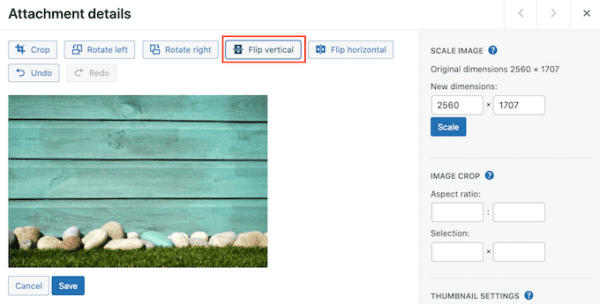 Attachment details
Crop Rotate left Rotate right Flip vertical Flip horizontal
Undo Redo
Cancel Save
SCALE IMAGE ?
Original dimensions 2560 × 1707
New dimensions:
2560 × 1707
Scale
IMAGE CROP ?
Aspect ratio:
:
Selection:
×
THUMBNAIL SETTINGS ?